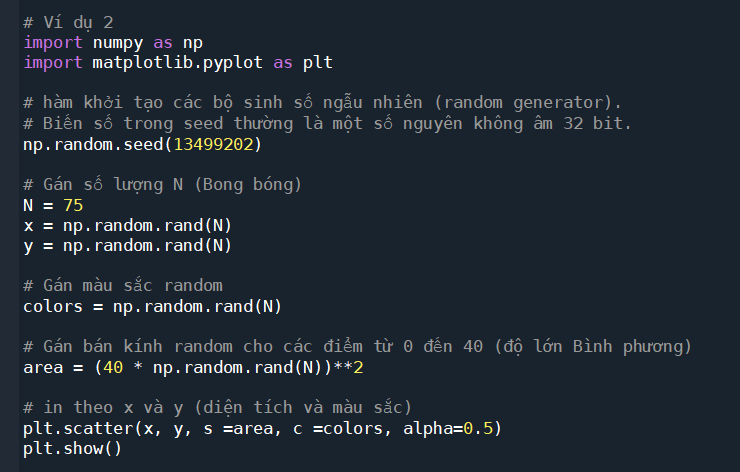 # Ví dụ 2
import numpy as np
import matplotlib.pyplot as plt
# hàm khởi tạo các bộ sinh số ngẫu nhiên (random generator).
# Biến số trong seed thường là một số nguyên không âm 32 bit.
np.random.seed(13499202)
# Gán số lượng N (Bong bóng)
N = 75
x = np.random.rand(N)
y = np.random.rand(N)
# Gán màu sắc random
colors = np.random.rand(N)
# Gán bán kính random cho các điểm từ 0 đến 40 (độ lớn Bình phương)
area = (40 * np.random.rand(N))**2
# in theo x và y (diện tích và màu sắc)
plt.scatter(x, y, s =area, c =colors, alpha=0.5)
plt.show()